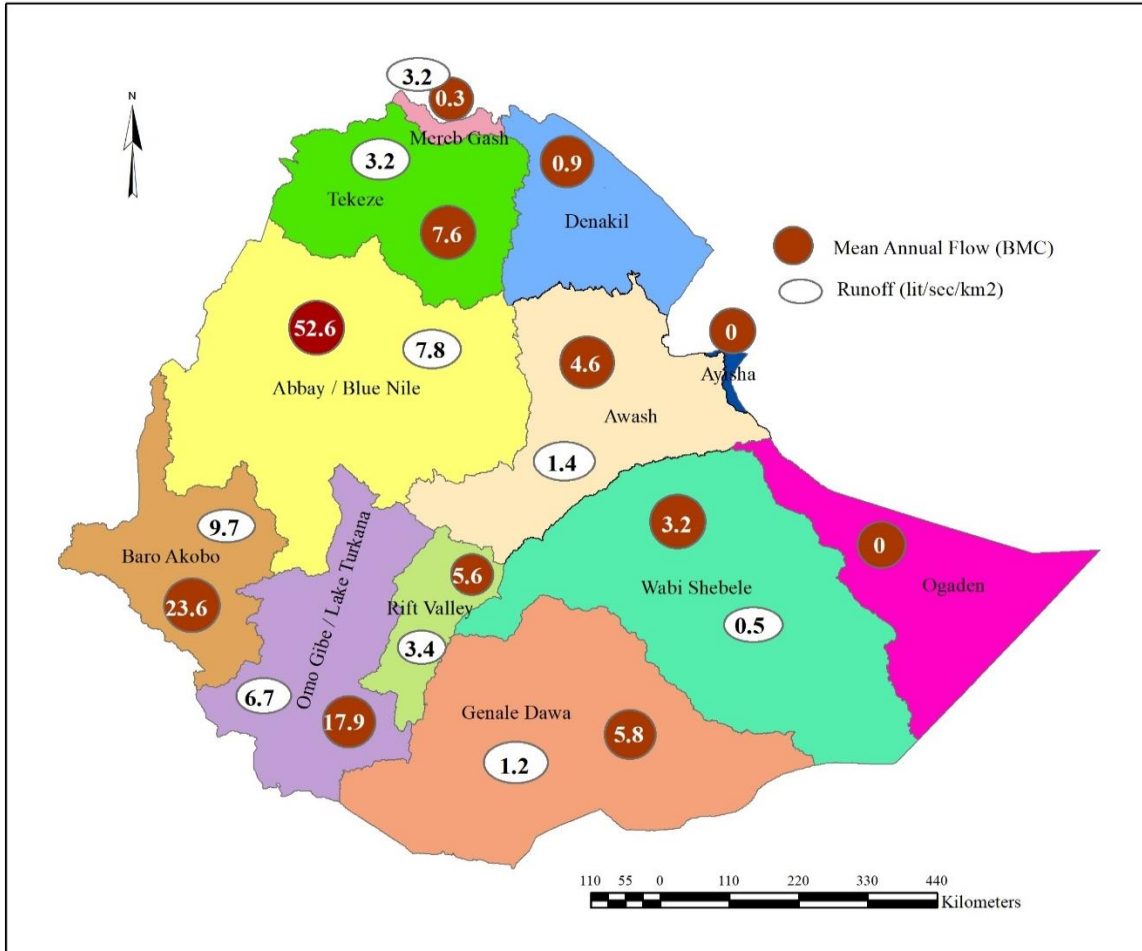 N
3.2
0.3
Mereb Gash
3.2
Tekeze
7.6
0.9
Denakil
Mean Annual Flow (BMC)
Runoff (lit/sec/km2)
52.6
7.8
Abbay / Blue Nile
4.6
Awash
1.4
0
Ayisha
9.7
Baro Akobo
23.6
Omo Gibe / Lake Turkana
6.7
17.9
5.6
Rift Valley
3.4
3.2
Wabi Shebele
0.5
0
Ogaden
Genale Dawa
5.8
1.2
110 55 0 110 220 330 440
Kilometers